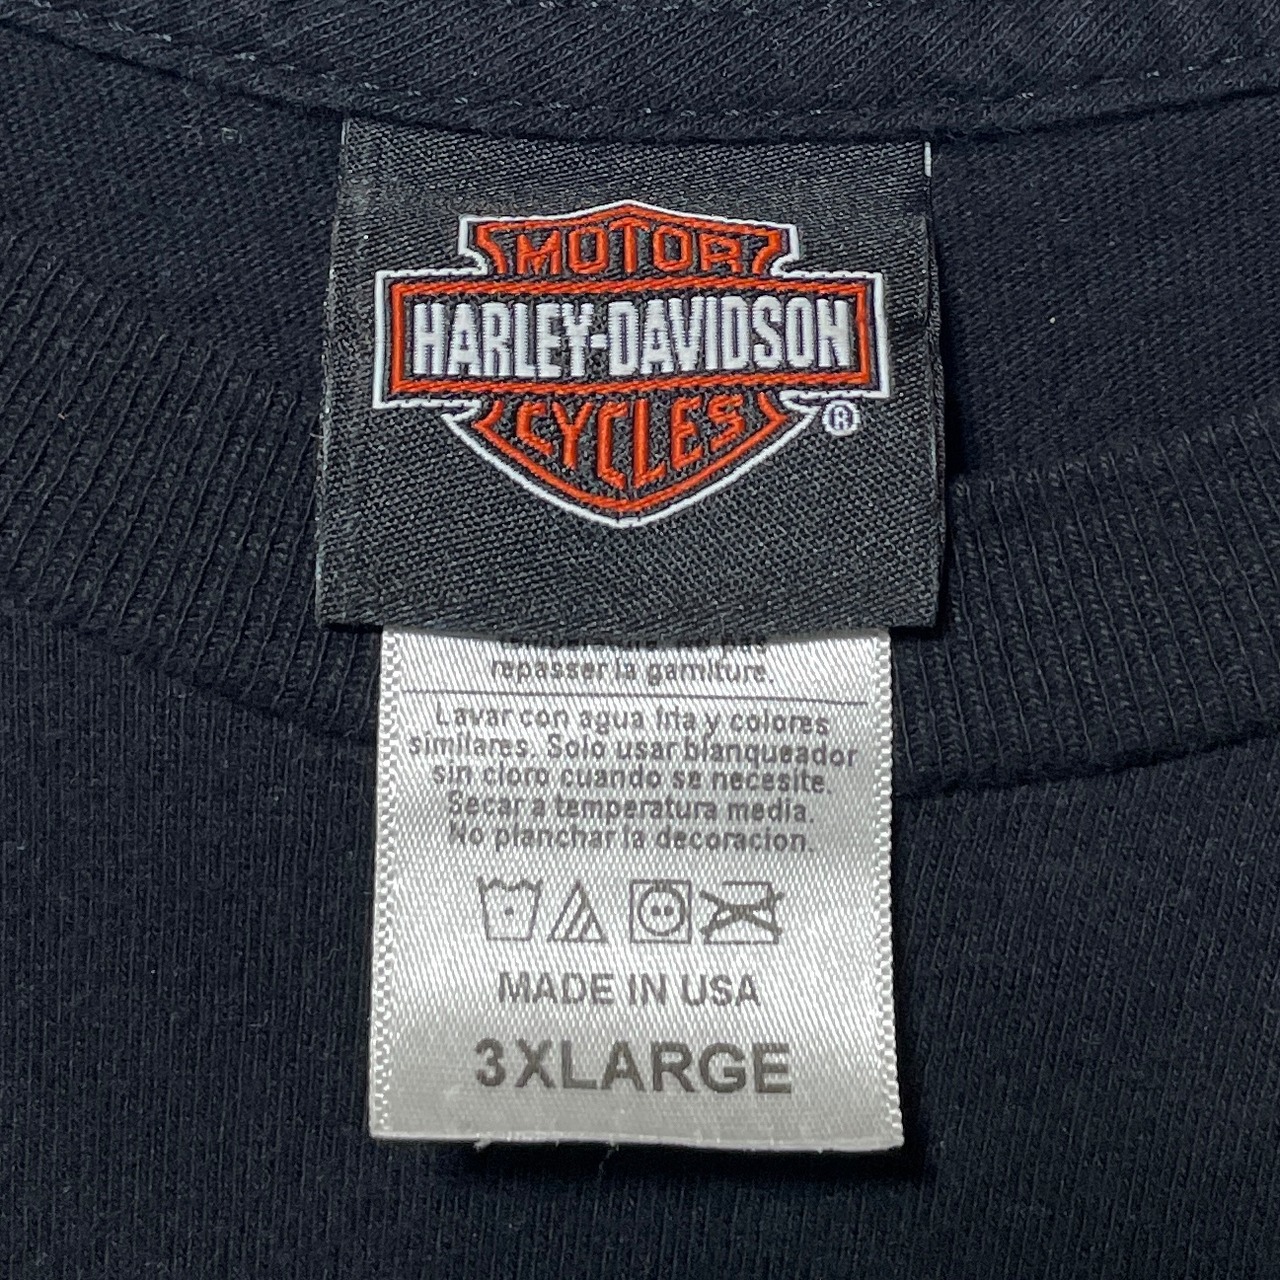 MOTOR
HARLEY-DAVIDSON
CYCLES
®
repasser la garniture.
Lavar con agua fria y colores
similares. Solo usar blanqueador
sin cloro cuando se necesite.
Secar a temperatura media.
No planchar la decoracion.
MADE IN USA
3XLARGE